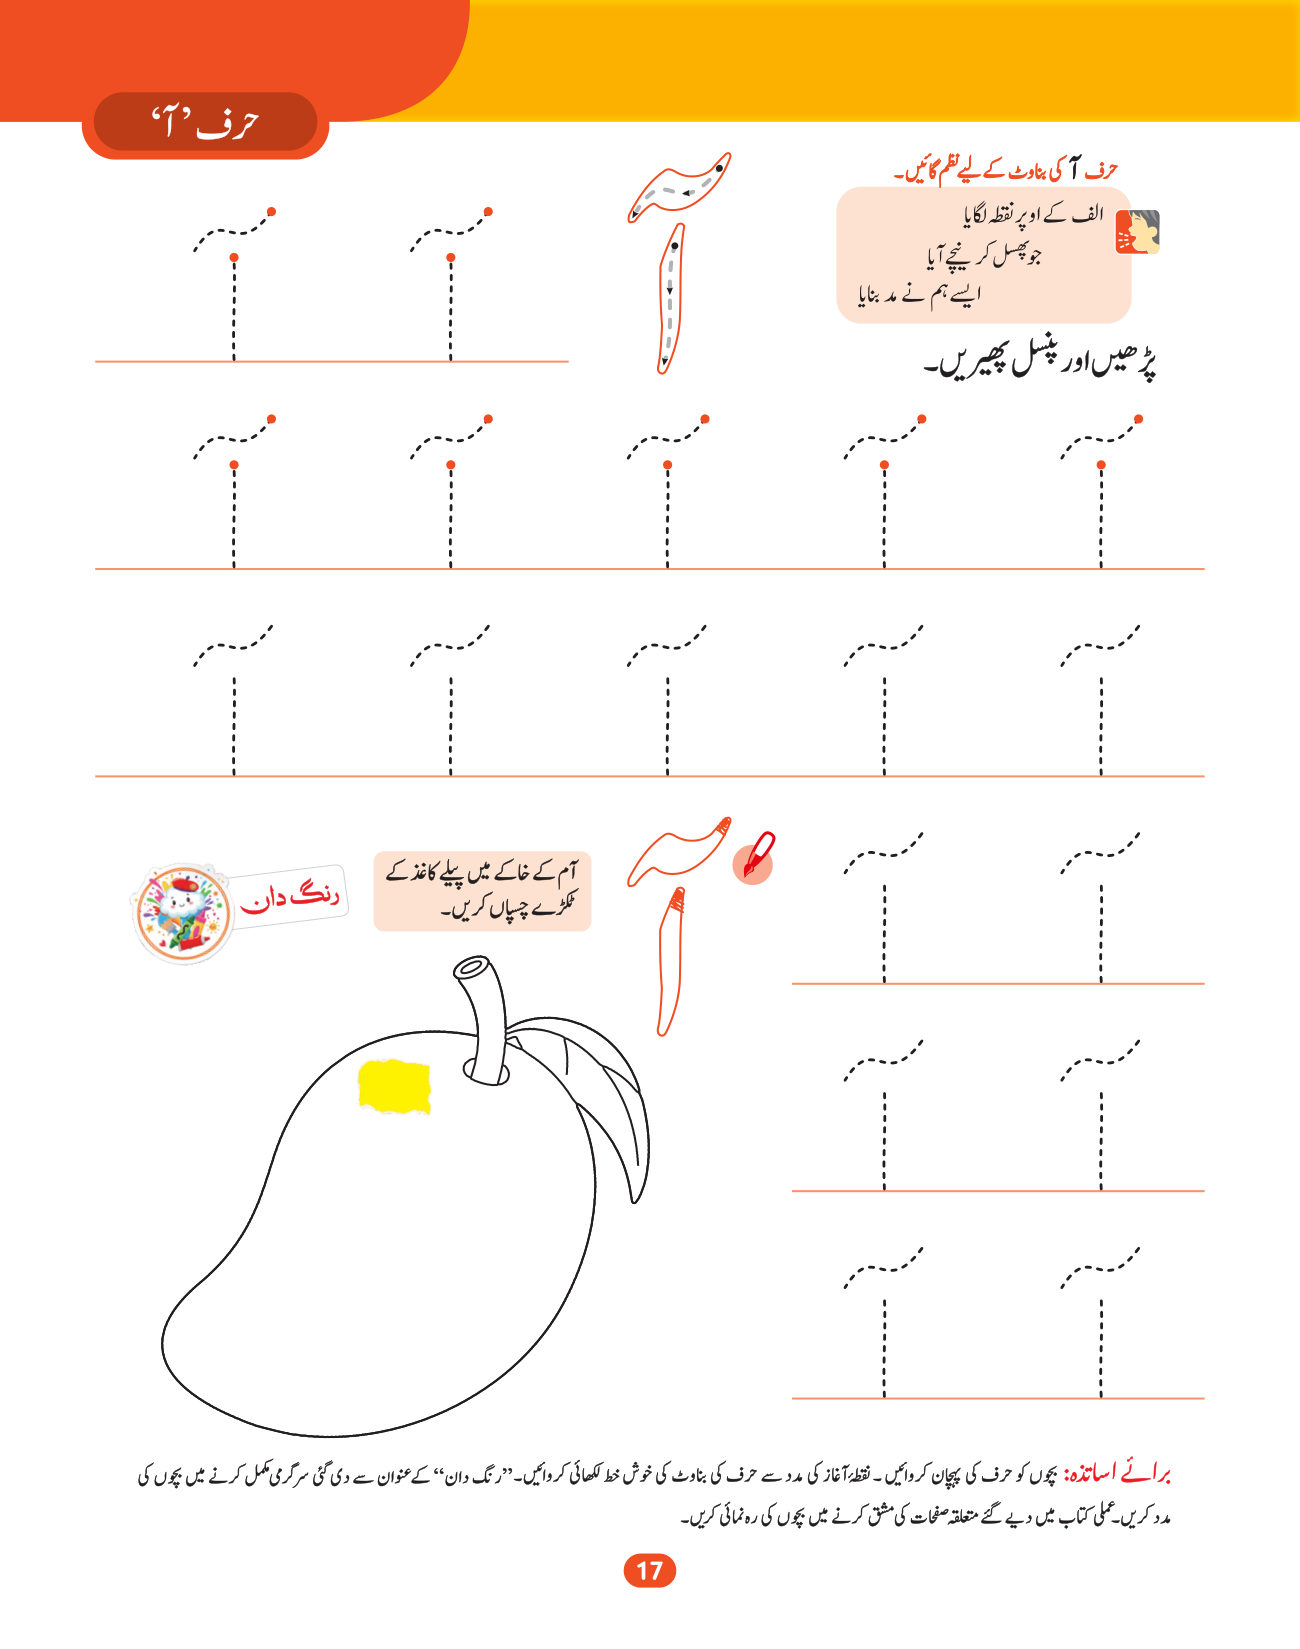 حرف ’آ‘
حرف آ کی بناوٹ کے لیے نظم گائیں۔
الف کے اوپر نقطہ لگایا
جو پھسل کر نیچے آیا
ایسے ہم نے مد بنایا
پڑھیں اور پنسل پھیریں۔
آم کے خاکے میں پیلے کاغذ کے
ٹکڑے چسپاں کریں۔
رنگ دان
برائے اساتذہ: بچوں کو حرف کی پہچان کروائیں۔ نقطۂ آغاز کی مدد سے حرف کی بناوٹ کی خوش خط لکھائی کروائیں۔ ”رنگ دان“ کے عنوان سے دی گئی سرگرمی مکمل کرنے میں بچوں کی
مدد کریں۔ عملی کتاب میں دیے گئے متعلقہ صفحات کی مشق کرنے میں بچوں کی رہ نمائی کریں۔
17